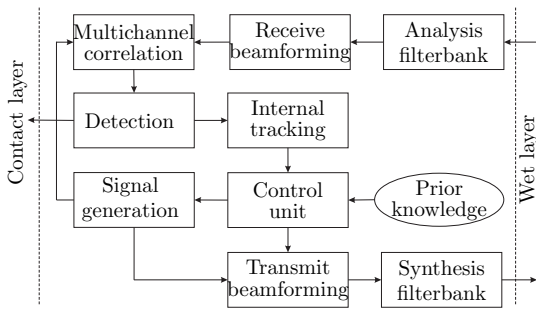 Multichannel
correlation
Receive
beamforming
Analysis
filterbank
Contact layer
Detection
Internal
tracking
Wet layer
Signal
generation
Control
unit
Prior
knowledge
Transmit
beamforming
Synthesis
filterbank